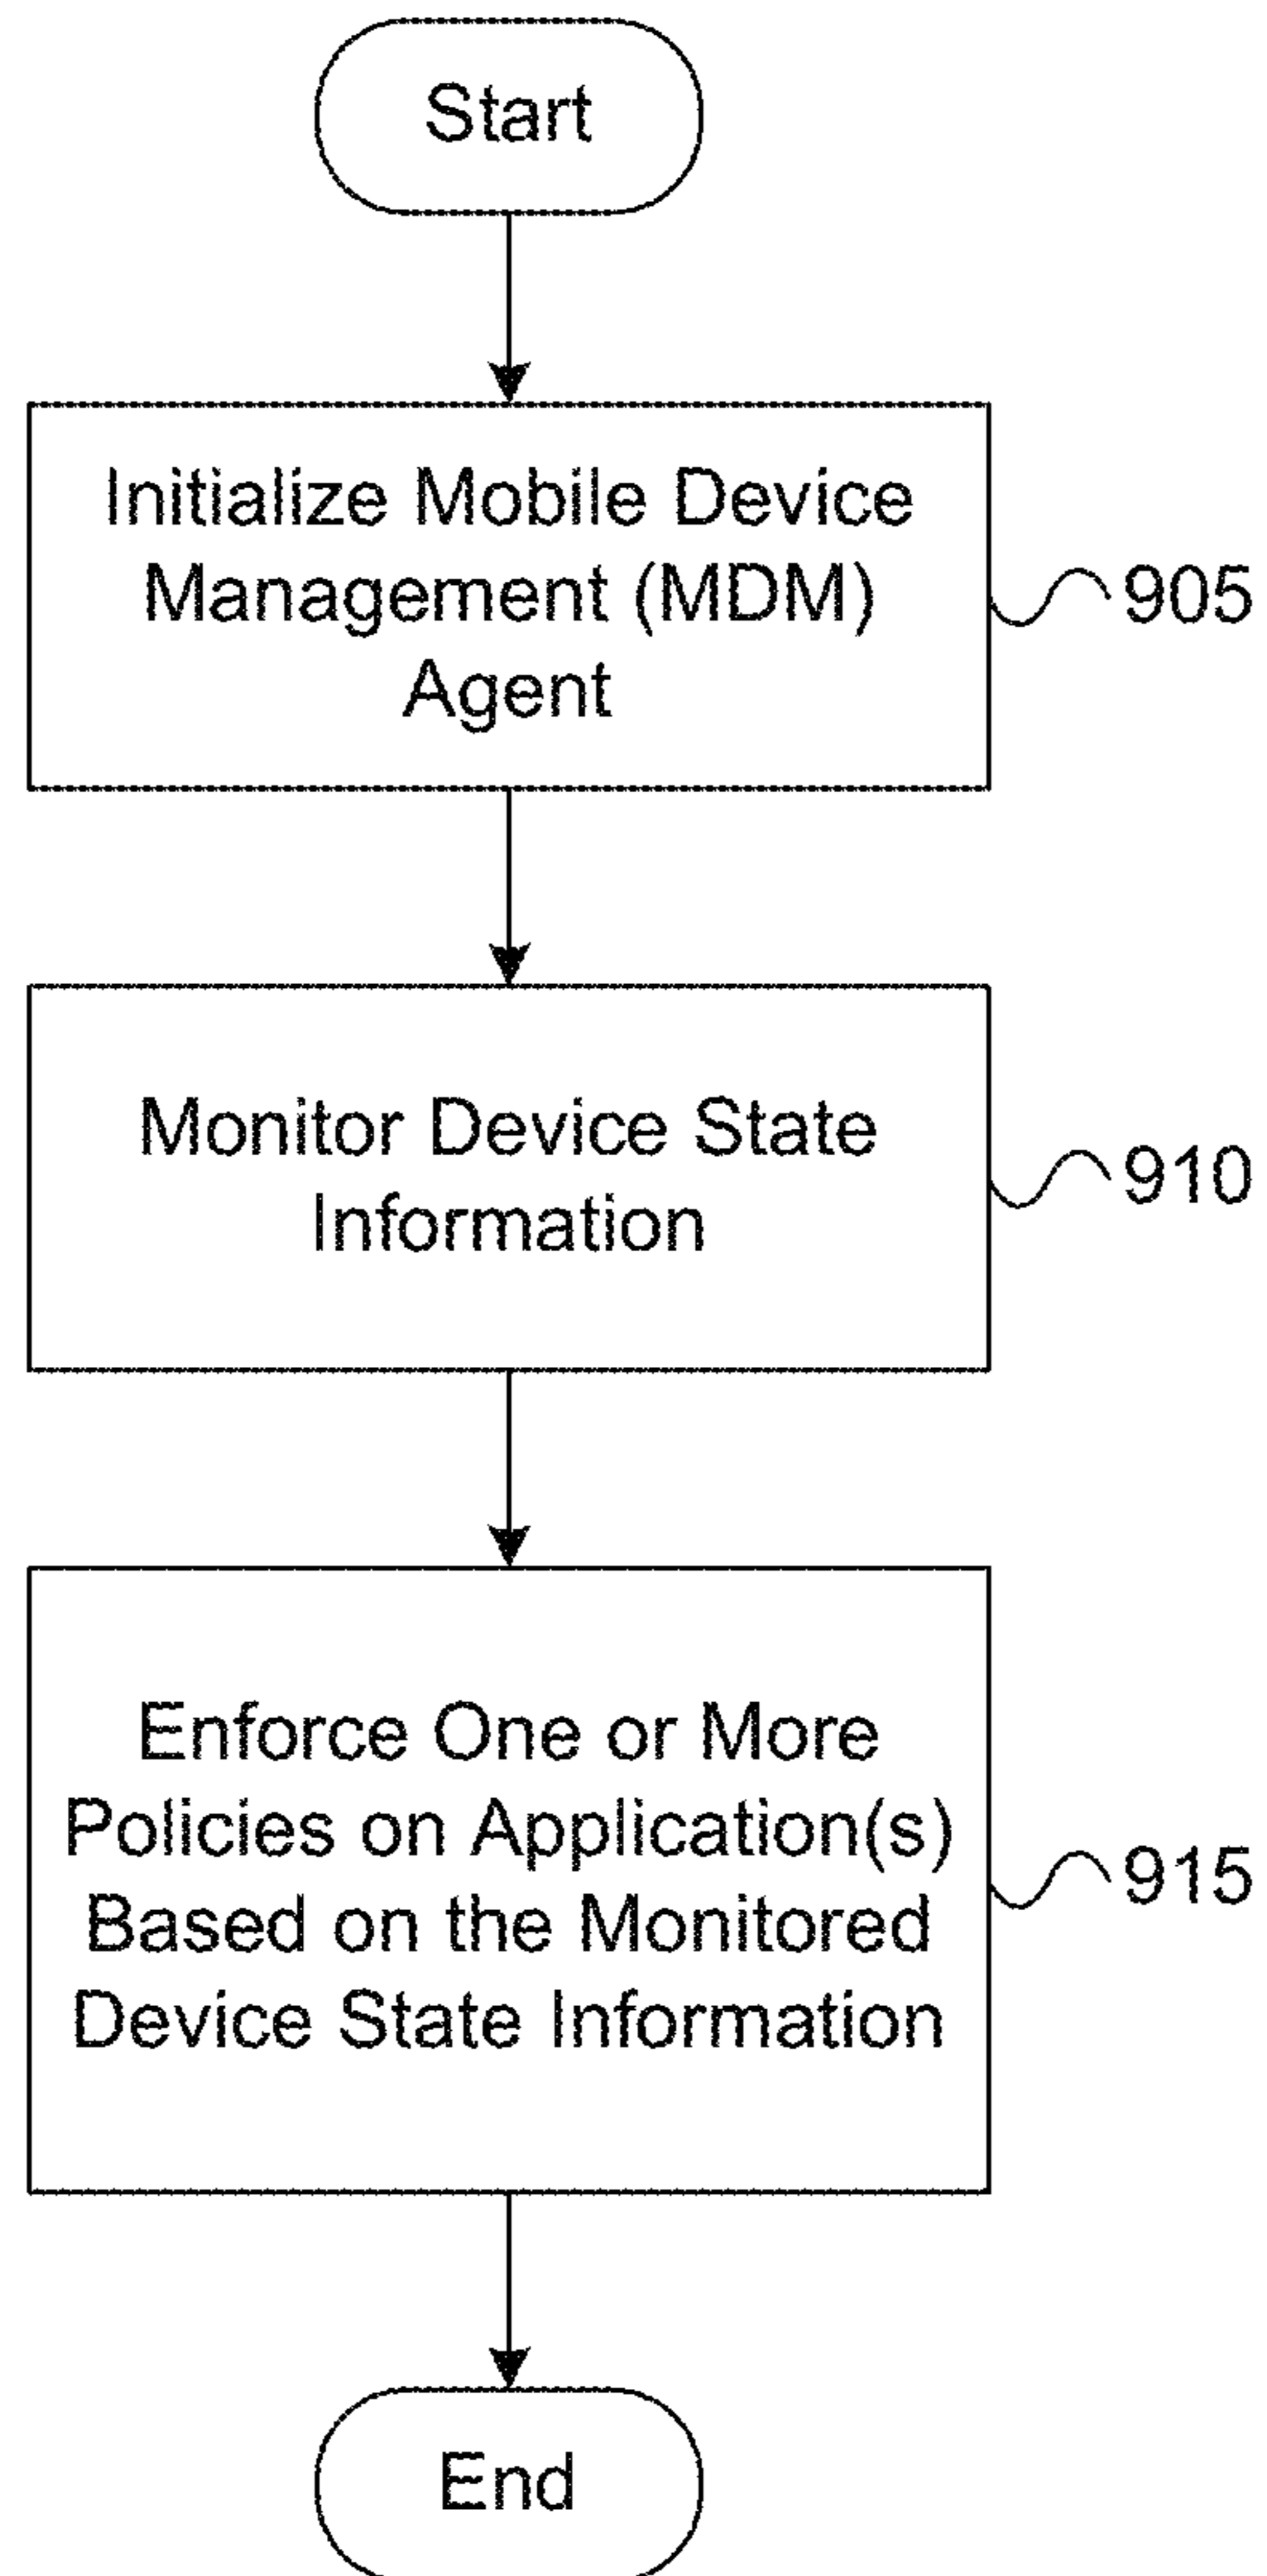 Start
Initialize Mobile Device
Management (MDM)
Agent
905
Monitor Device State
Information
910
Enforce One or More
Policies on Application(s)
Based on the Monitored
Device State Information
915
End